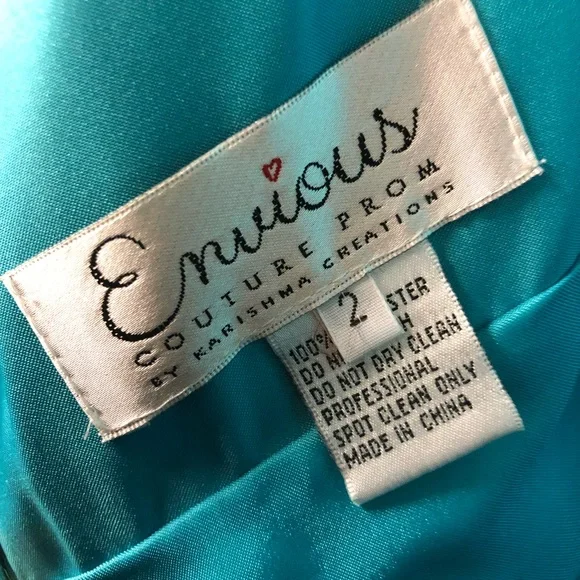 Envious
COUTURE PROM
BY KARISHMA CREATIONS
2
100% STER
DO H
DO NOT DRY CLEAN
PROFESSIONAL
SPOT CLEAN ONLY
MADE IN CHINA